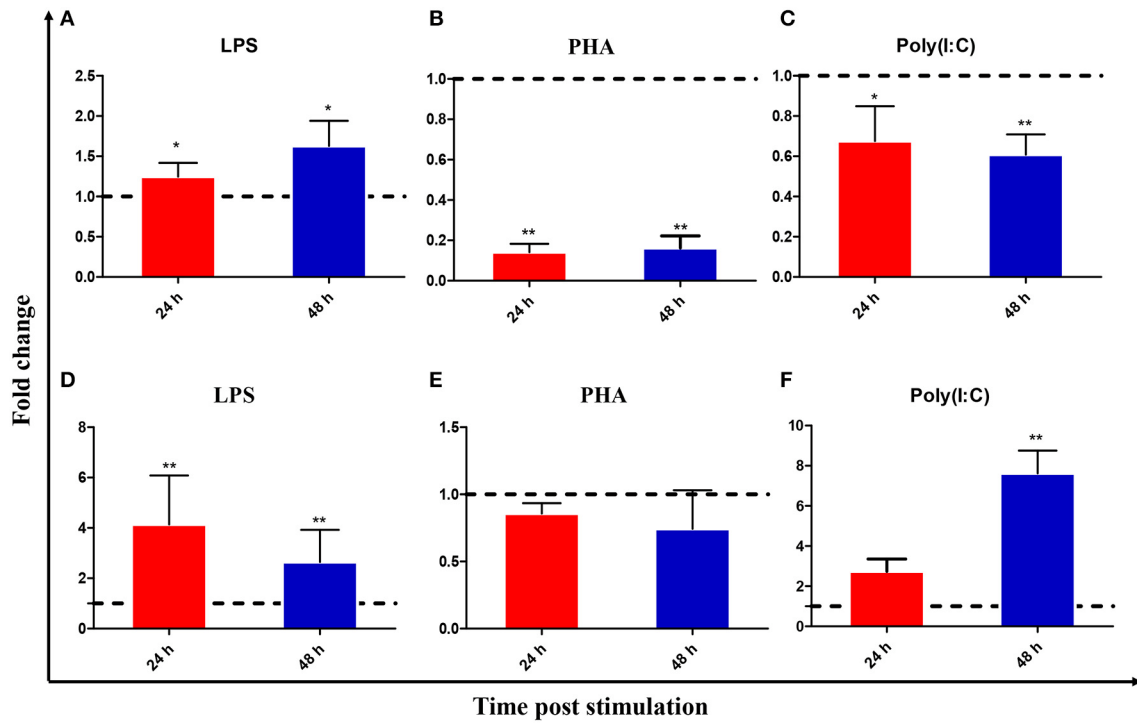 A
LPS
2.5
2.0
1.5
1.0
0.5
0.0
*
*
24 h
48 h
B
PHA
1.0
0.8
0.6
0.4
0.2
0.0
**
**
24 h
48 h
C
Poly(I:C)
1.0
0.8
0.6
0.4
0.2
0.0
*
**
24 h
48 h
Fold change
D
LPS
8
6
4
2
0
**
**
24 h
48 h
E
PHA
1.5
1.0
0.5
0.0
24 h
48 h
F
Poly(I:C)
10
8
6
4
2
0
**
24 h
48 h
Time post stimulation